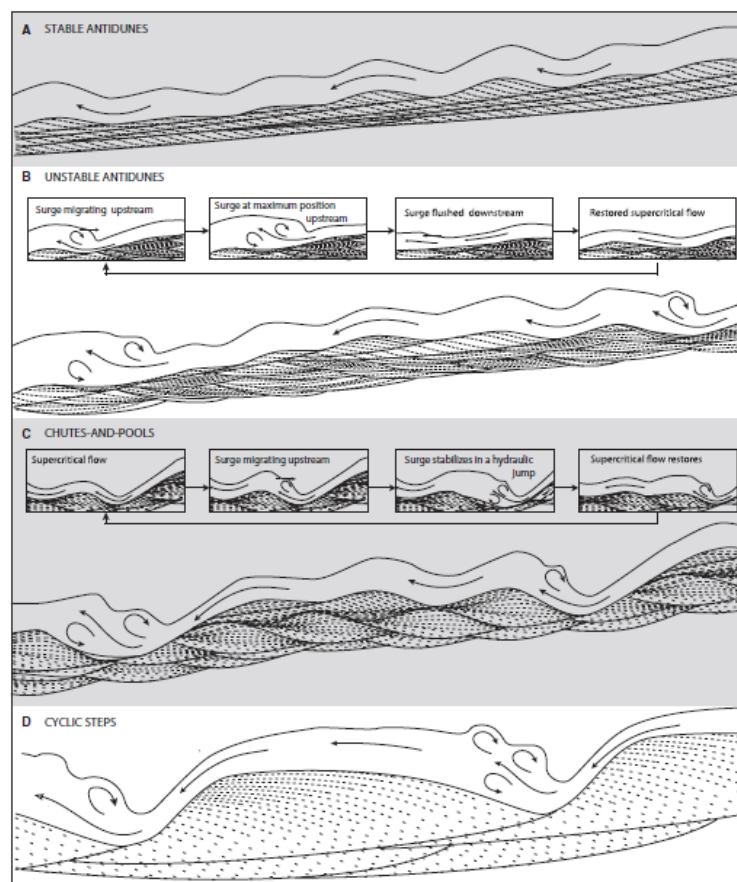 A STABLE ANTIDUNES
B UNSTABLE ANTIDUNES
Surge migrating upstream
Surge at maximum position
upstream
Surge flushed downstream
Restored supercritical flow
C CHUTES-AND-POOLS
Supercritical flow
Surge migrating upstream
Surge stabilizes in a hydraulic
jump
Supercritical flow restores
D CYCLIC STEPS